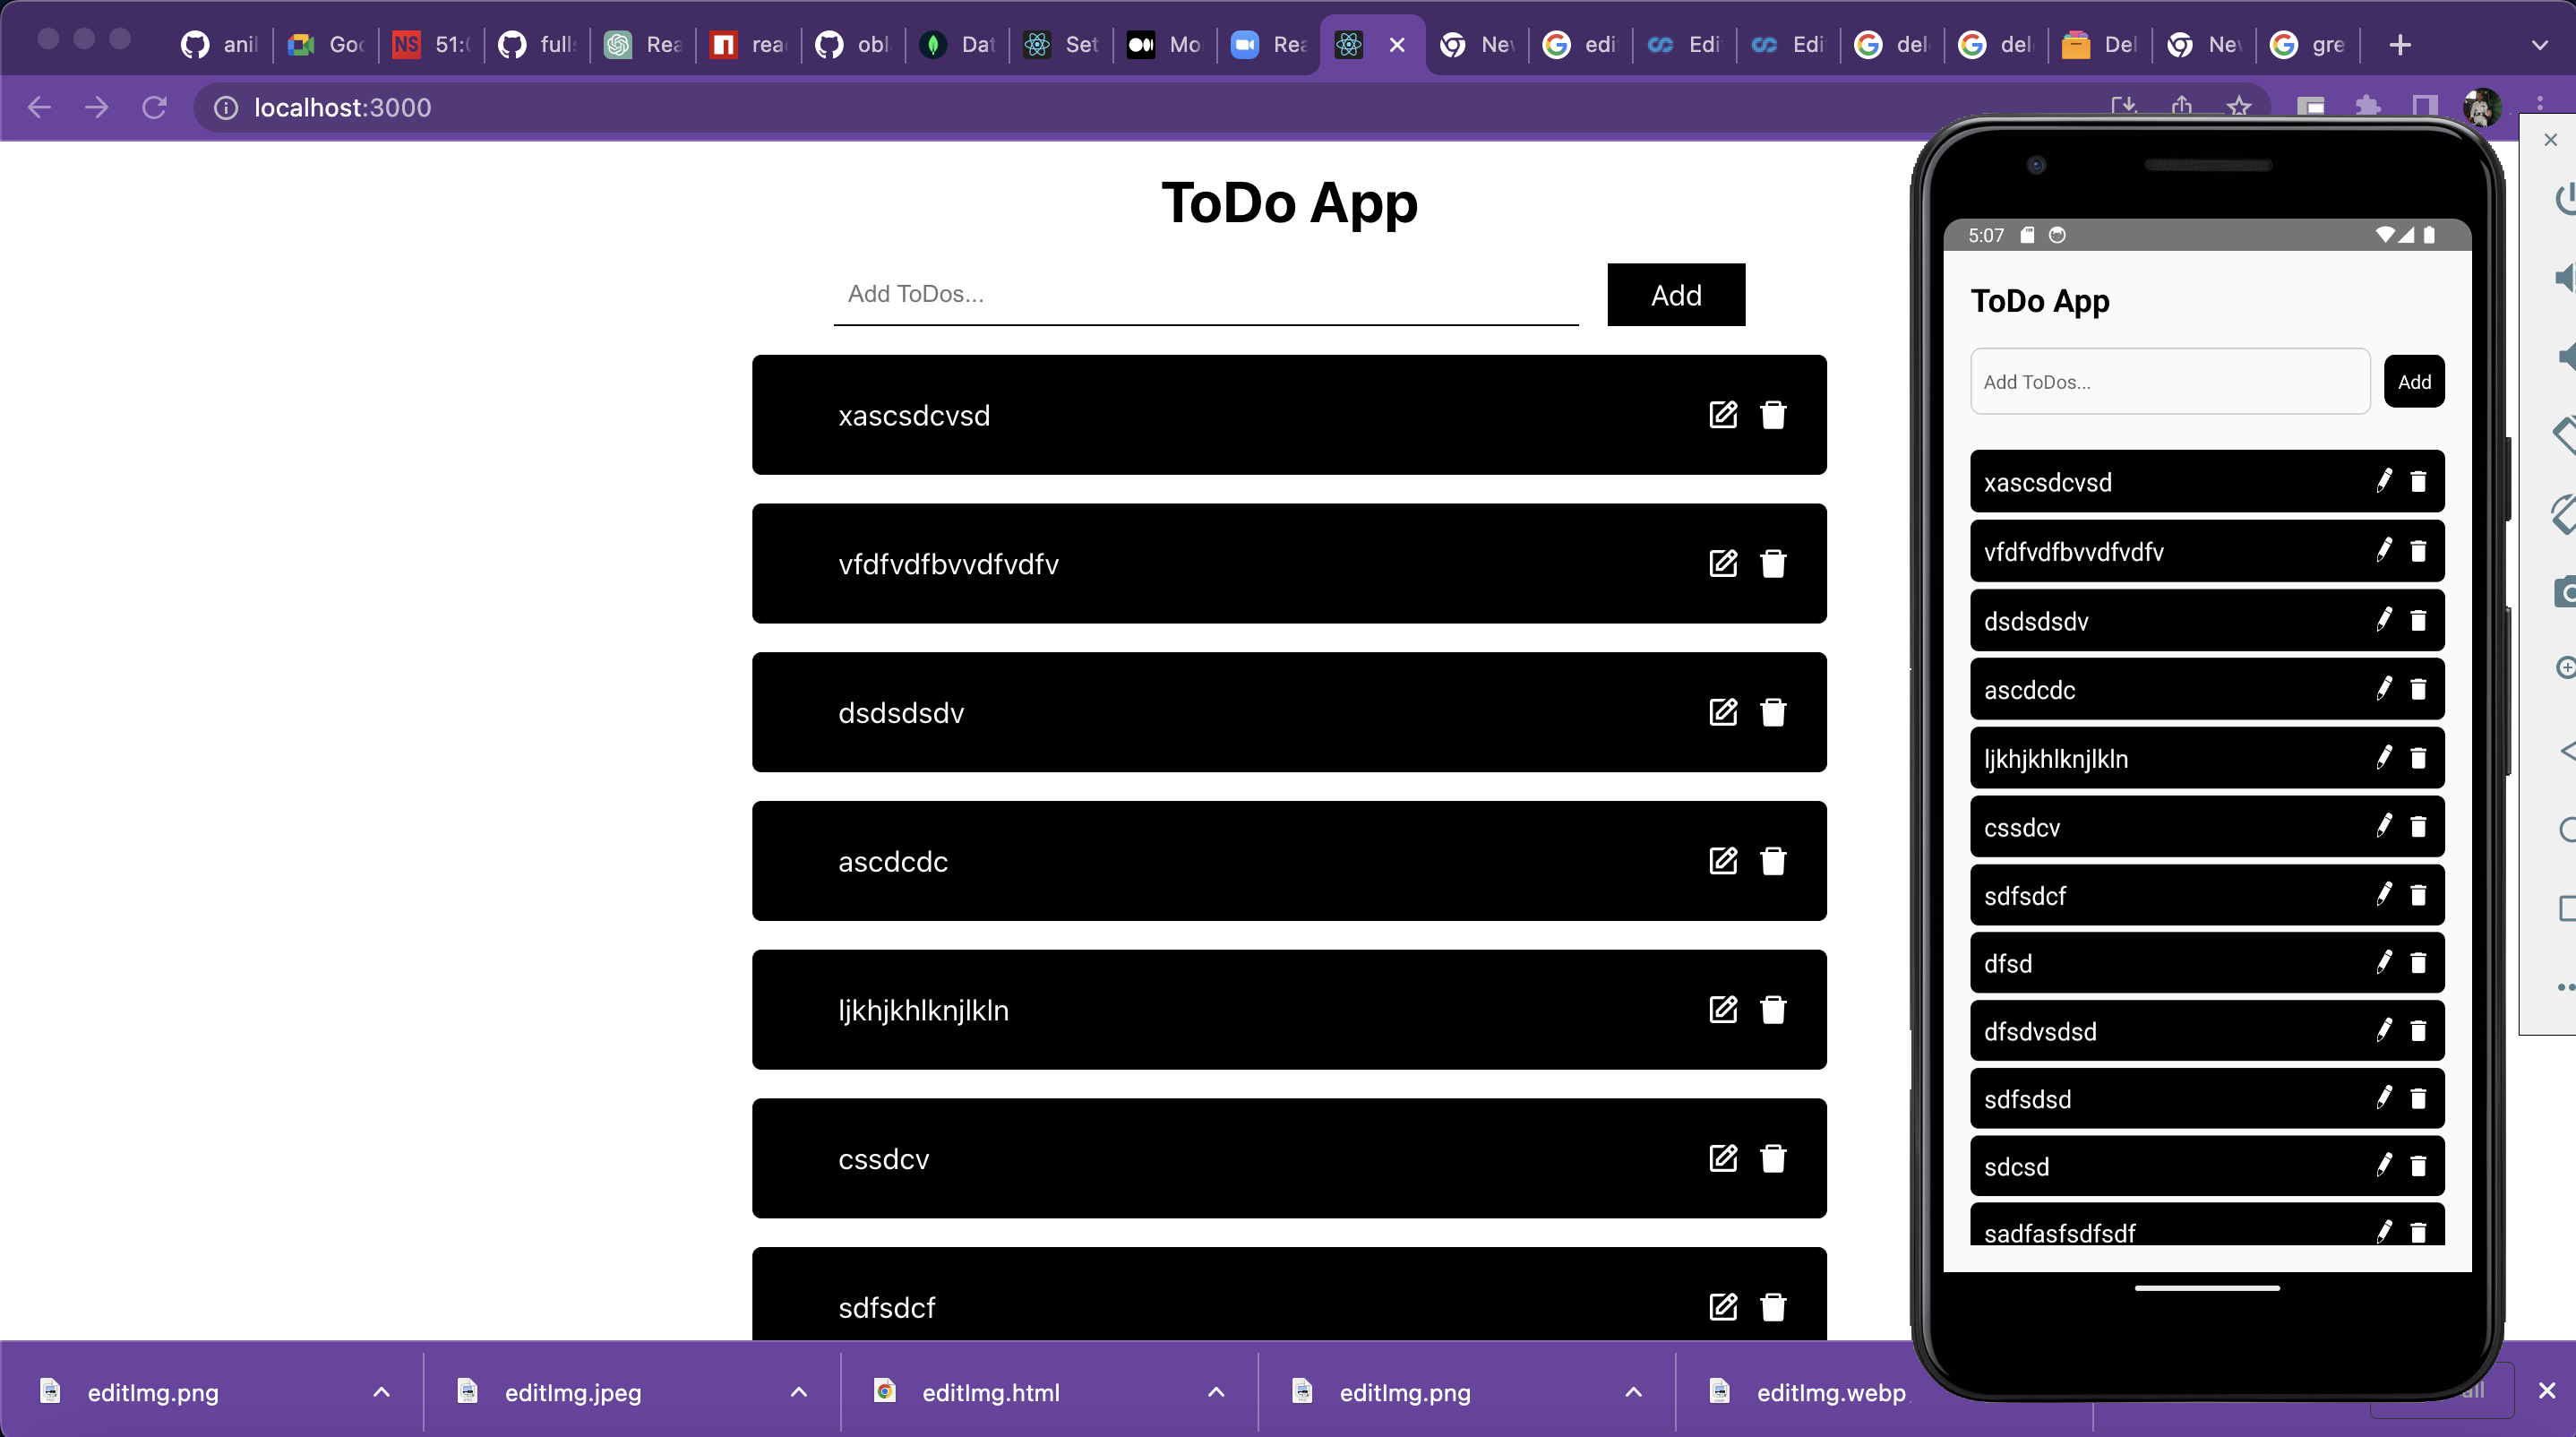 anil
Goo
NS 51:(
fulls
Rea
rea
obl
Dat
Set
Mo
Rea
Nev
edi
Edi
Edi
del
del
Del
Nev
gre
localhost:3000
ToDo App
Add ToDos...
Add
xascsdcvsd
vfdfvdfbvvdfvdfv
dsdsdsdv
ascdcdc
ljkhjkhlknjlkln
cssdcv
sdfsdcf
5:07
ToDo App
Add ToDos...
Add
xascsdcvsd
vfdfvdfbvvdfvdfv
dsdsdsdv
ascdcdc
ljkhjkhlknjlkln
cssdcv
sdfsdcf
dfsd
dfsdvsdsd
sdfsdsd
sdcsd
sadfasfsdfsdf
editImg.png
editImg.jpeg
editImg.html
editImg.png
editImg.webp